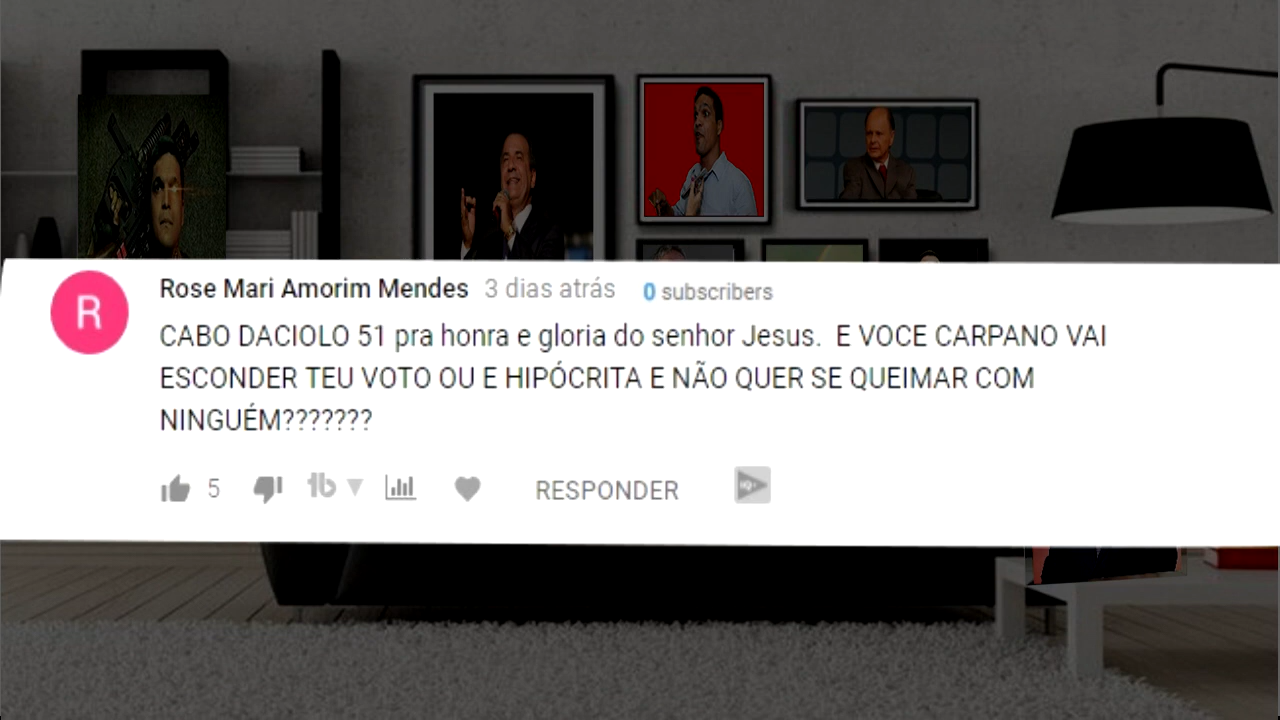 Rose Mari Amorim Mendes 3 dias atrás 0 subscribers
CABO DACIOLO 51 pra honra e gloria do senhor Jesus. E VOCE CARPANO VAI
ESCONDER TEU VOTO OU E HIPÓCRITA E NÃO QUER SE QUEIMAR COM
NINGUÉM???????
5 RESPONDER